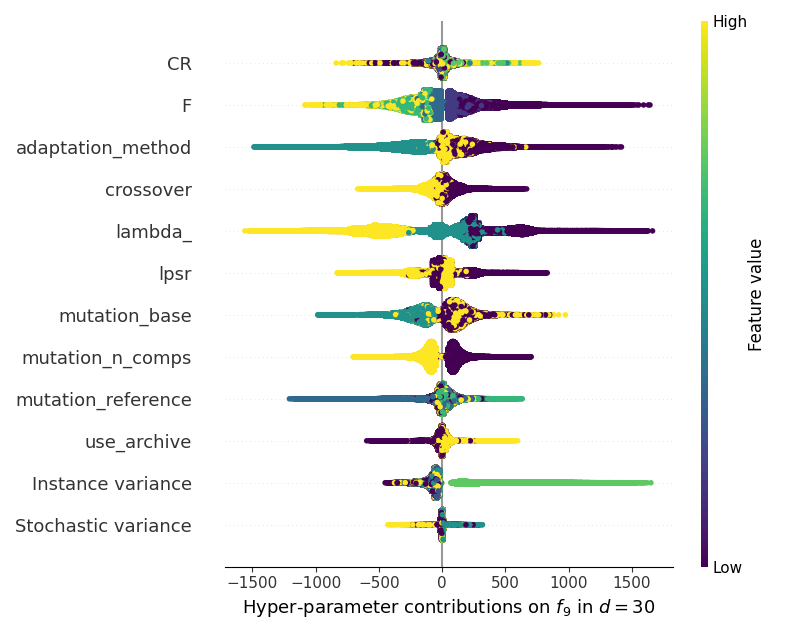 CR
F
adaptation_method
crossover
lambda_
lpsr
mutation_base
mutation_n_comps
mutation_reference
use_archive
Instance variance
Stochastic variance
−1500 −1000 −500 0 500 1000 1500
Hyper-parameter contributions on f₉ in d = 30
High
Feature value
Low